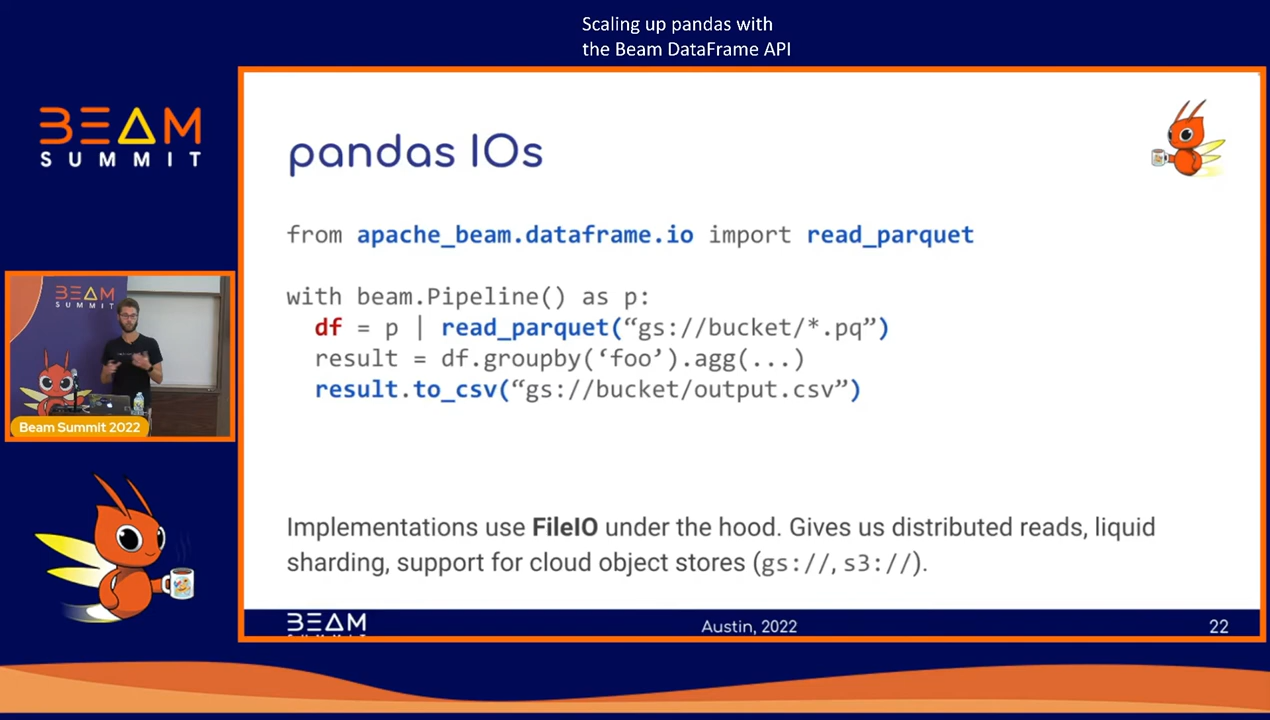 Scaling up pandas with
the Beam DataFrame API
BEAM
SUMMIT
pandas IOs
from apache_beam.dataframe.io import read_parquet
with beam.Pipeline() as p:
df = p | read_parquet(“gs://bucket/*.pq”)
result = df.groupby(‘foo’).agg(...)
result.to_csv(“gs://bucket/output.csv”)
BEAM
SUMMIT
Beam Summit 2022
Implementations use FileIO under the hood. Gives us distributed reads, liquid
sharding, support for cloud object stores (gs://, s3://).
BEAM
Austin, 2022
22